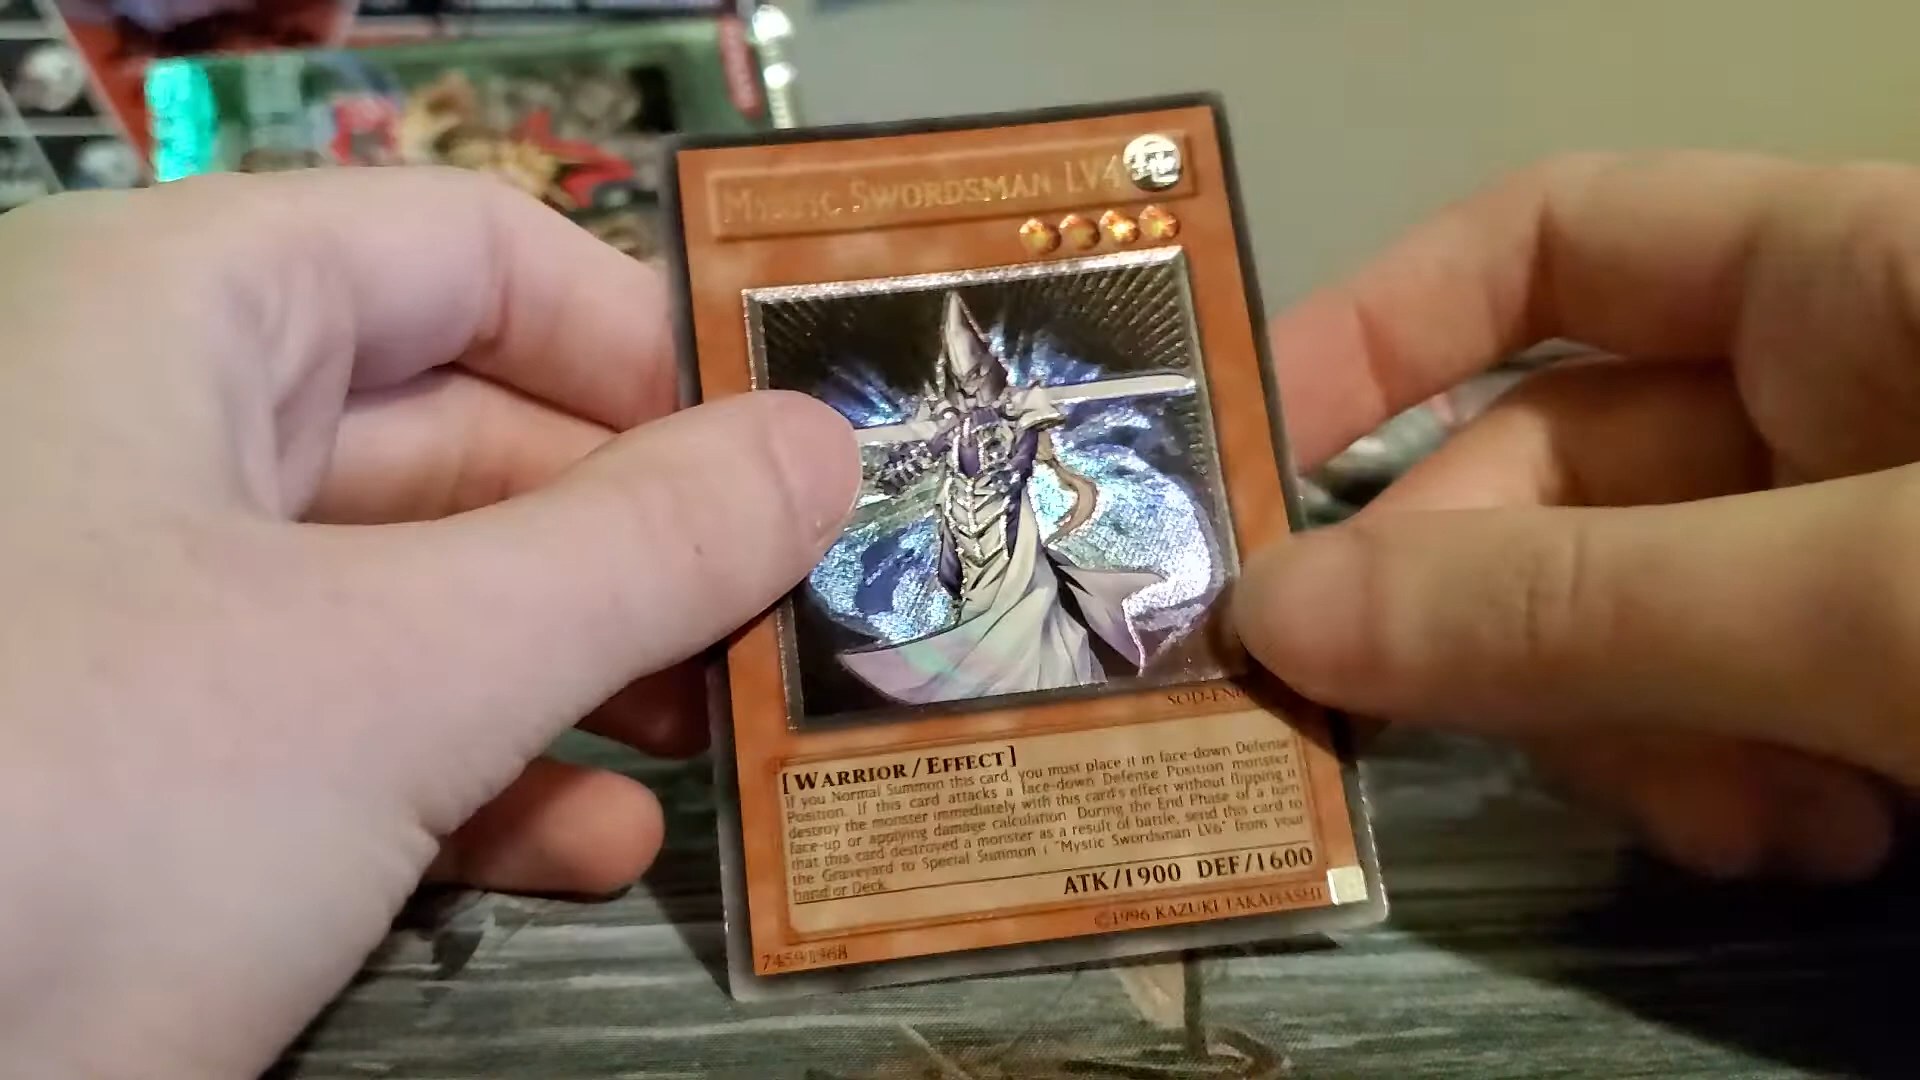 MYSTIC SWORDSMAN LV4
SOD-EN0
[WARRIOR/EFFECT]
If you Normal Summon this card, you must place it in face-down Defense
Position. If this card attacks a face-down Defense Position monster
destroy the monster immediately with this card's effect without flipping it
face-up or applying damage calculation. During the End Phase of a turn
that this card destroyed a monster as a result of battle, send this card to
the Graveyard to Special Summon 1 "Mystic Swordsman LV6" from your
hand or Deck.
ATK/1900 DEF/1600
©1996 KAZUKI TAKAHASHI